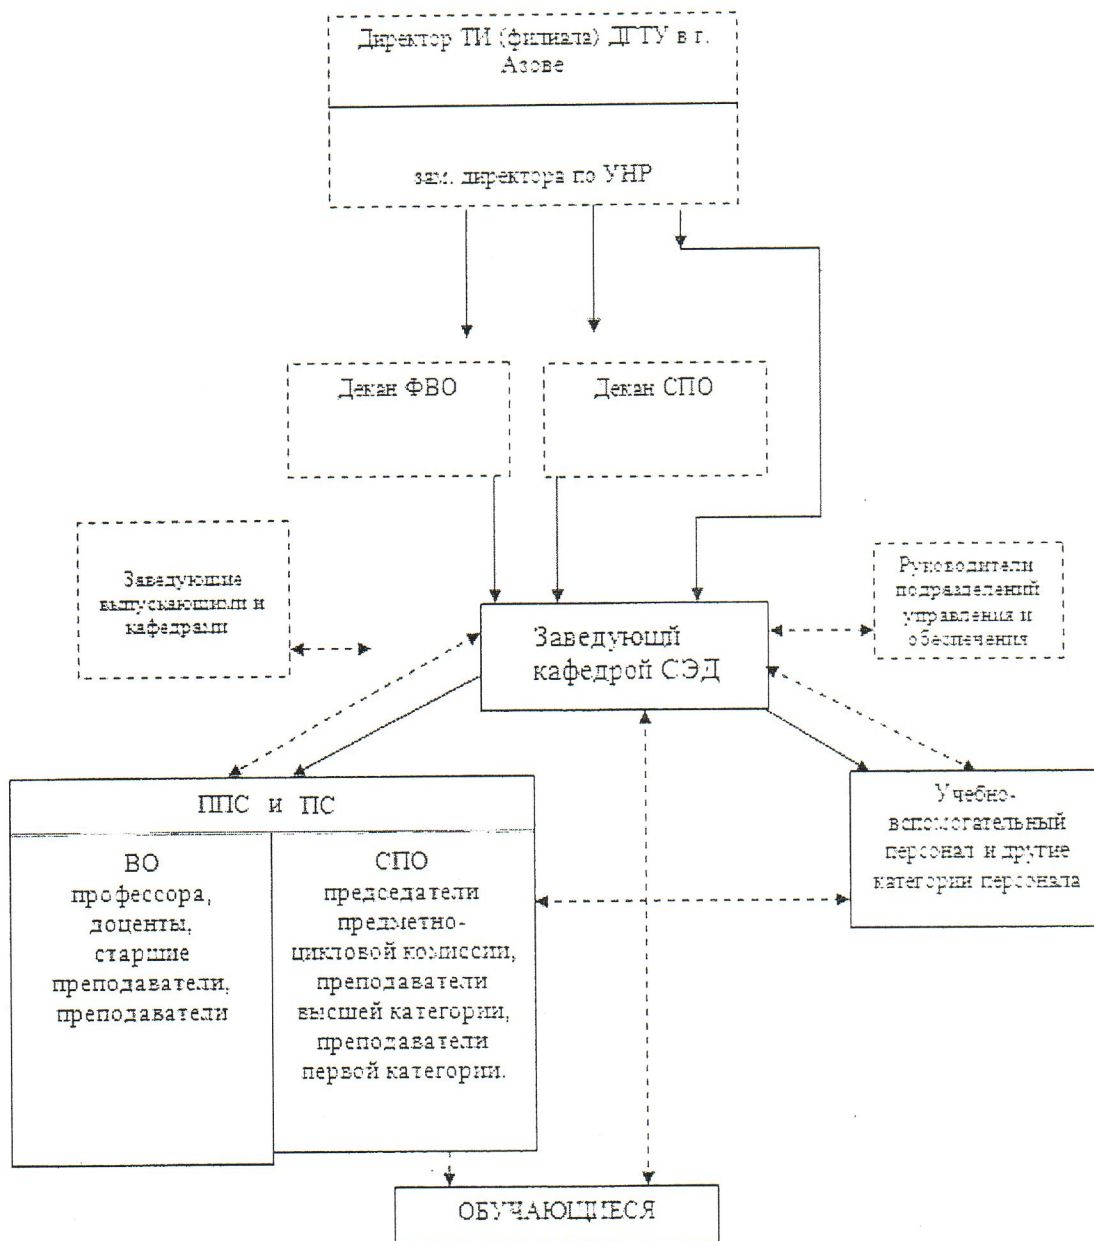 Директор ТИ (филиала) ДГТУ в г.
Азове
зам. директора по УНР
Декан ФВО
Декан СПО
Заведующие
выпускающими и
кафедрами
Руководители
подразделений
управления и
обеспечения
Заведующй
кафедрой СЭД
ППС и ПС
ВО
профессора,
доценты,
старшие
преподаватели,
преподаватели
СПО
председатели
предметно-
цикловой комиссии,
преподаватели
высшей категории,
преподаватели
первой категории.
Учебно-
вспомогательный
персонал и другие
категории персонала
ОБУЧАЮЩИЕСЯ